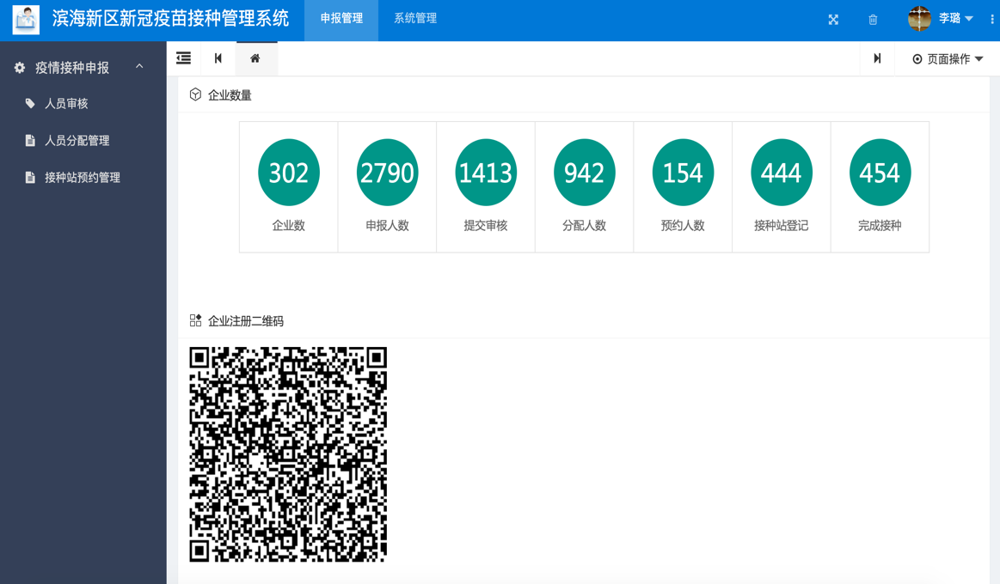 滨海新区新冠疫苗接种管理系统
申报管理
系统管理
李璐
疫情接种申报
人员审核
人员分配管理
接种站预约管理
页面操作
企业数量
302
2790
1413
942
154
444
454
企业数
申报人数
提交审核
分配人数
预约人数
接种站登记
完成接种
企业注册二维码